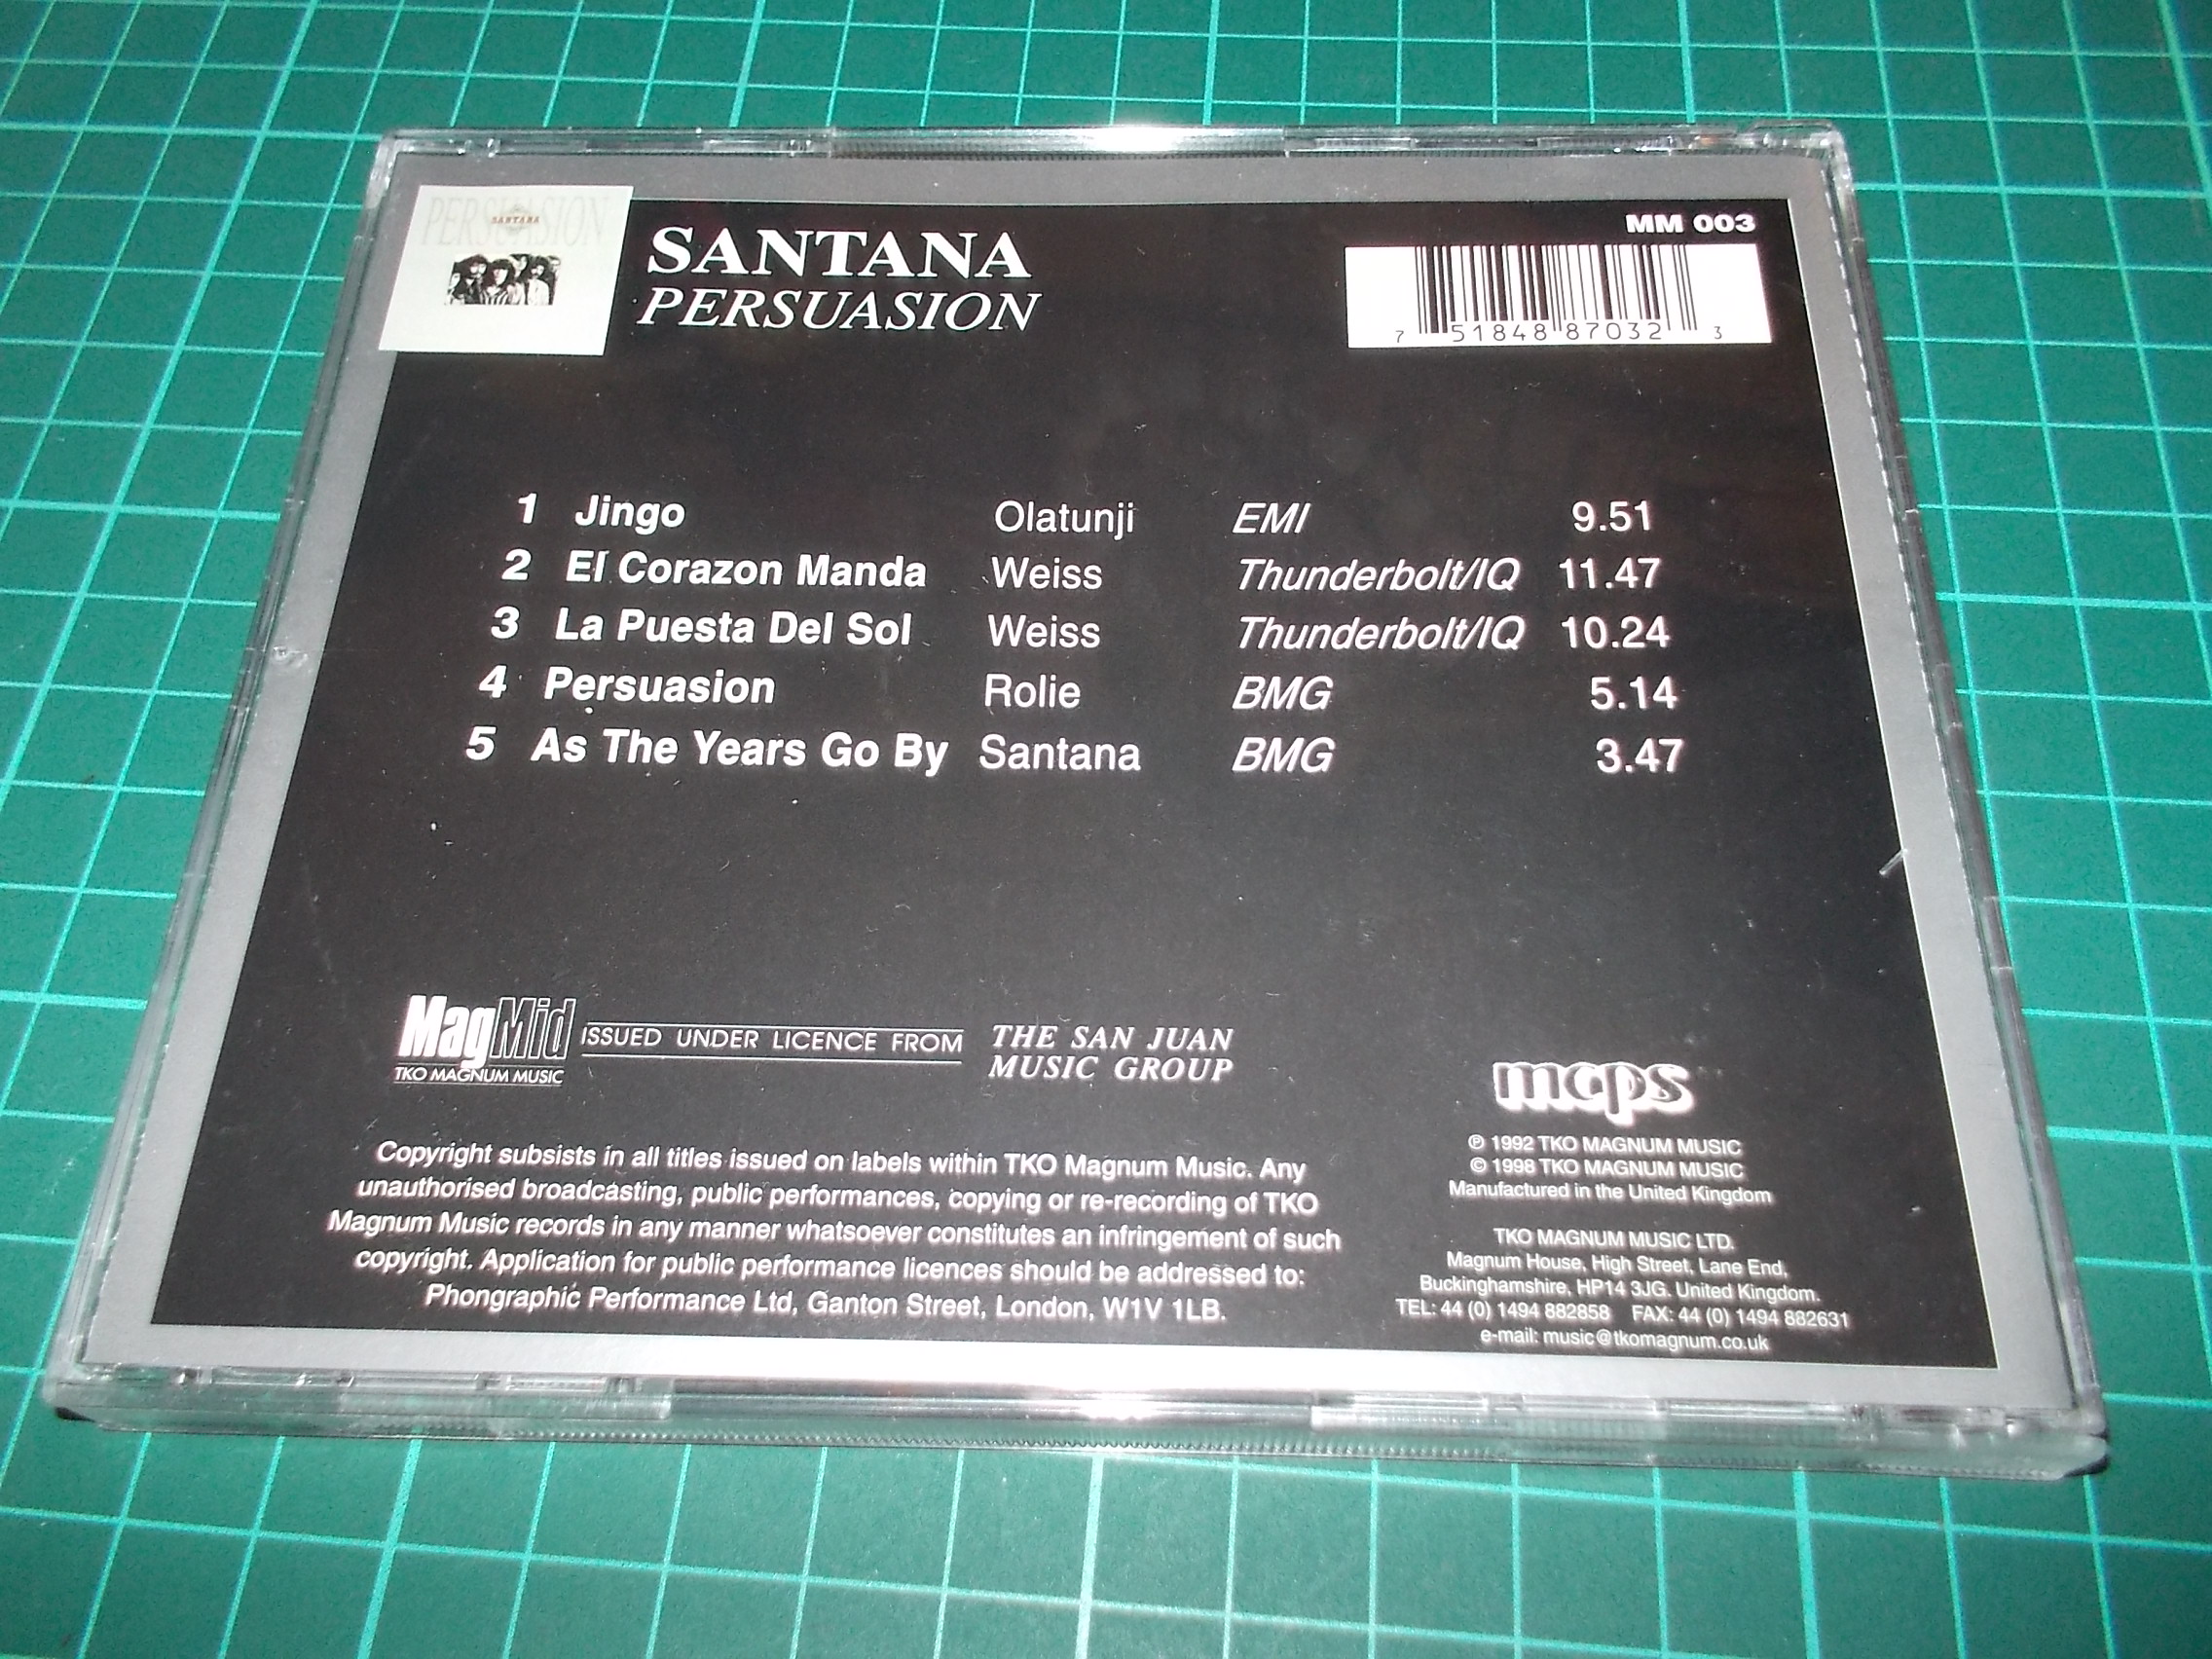 PERSUASION
SANTANA
SANTANA
PERSUASION
MM 003
7 51848 87032 3
1 Jingo Olatunji EMI 9.51
2 El Corazon Manda Weiss Thunderbolt/IQ 11.47
3 La Puesta Del Sol Weiss Thunderbolt/IQ 10.24
4 Persuasion Rolie BMG 5.14
5 As The Years Go By Santana BMG 3.47
MagMid
TKO MAGNUM MUSIC
ISSUED UNDER LICENCE FROM
THE SAN JUAN
MUSIC GROUP
Copyright subsists in all titles issued on labels within TKO Magnum Music. Any
unauthorised broadcasting, public performances, copying or re-recording of TKO
Magnum Music records in any manner whatsoever constitutes an infringement of such
copyright. Application for public performance licences should be addressed to:
Phongraphic Performance Ltd, Ganton Street, London, W1V 1LB.
mcps
℗ 1992 TKO MAGNUM MUSIC
© 1998 TKO MAGNUM MUSIC
Manufactured in the United Kingdom
TKO MAGNUM MUSIC LTD.
Magnum House, High Street, Lane End,
Buckinghamshire, HP14 3JG. United Kingdom.
TEL: 44 (0) 1494 882858 FAX: 44 (0) 1494 882631
e-mail: music@tkomagnum.co.uk